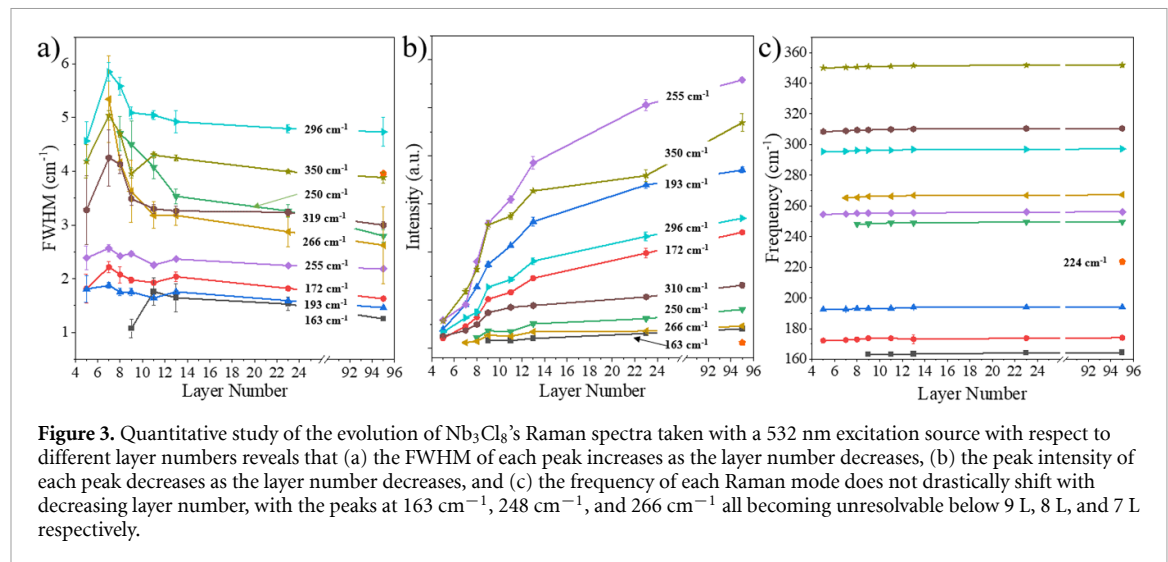 a)
FWHM (cm⁻¹)
6
5
4
3
2
1
296 cm⁻¹
350 cm⁻¹
250 cm⁻¹
319 cm⁻¹
266 cm⁻¹
255 cm⁻¹
172 cm⁻¹
193 cm⁻¹
163 cm⁻¹
4 6 8 10 12 14 16 18 20 22 24 92 94 96
Layer Number
b)
Intensity (a.u.)
255 cm⁻¹
350 cm⁻¹
193 cm⁻¹
296 cm⁻¹
172 cm⁻¹
310 cm⁻¹
250 cm⁻¹
266 cm⁻¹
163 cm⁻¹
4 6 8 10 12 14 16 18 20 22 24 92 94 96
Layer Number
c)
Frequency (cm⁻¹)
360
340
320
300
280
260
240
220
200
180
160
224 cm⁻¹
4 6 8 10 12 14 16 18 20 22 24 92 94 96
Layer Number
Figure 3. Quantitative study of the evolution of Nb₃Cl₈'s Raman spectra taken with a 532 nm excitation source with respect to
different layer numbers reveals that (a) the FWHM of each peak increases as the layer number decreases, (b) the peak intensity of
each peak decreases as the layer number decreases, and (c) the frequency of each Raman mode does not drastically shift with
decreasing layer number, with the peaks at 163 cm⁻¹, 248 cm⁻¹, and 266 cm⁻¹ all becoming unresolvable below 9 L, 8 L, and 7 L
respectively.